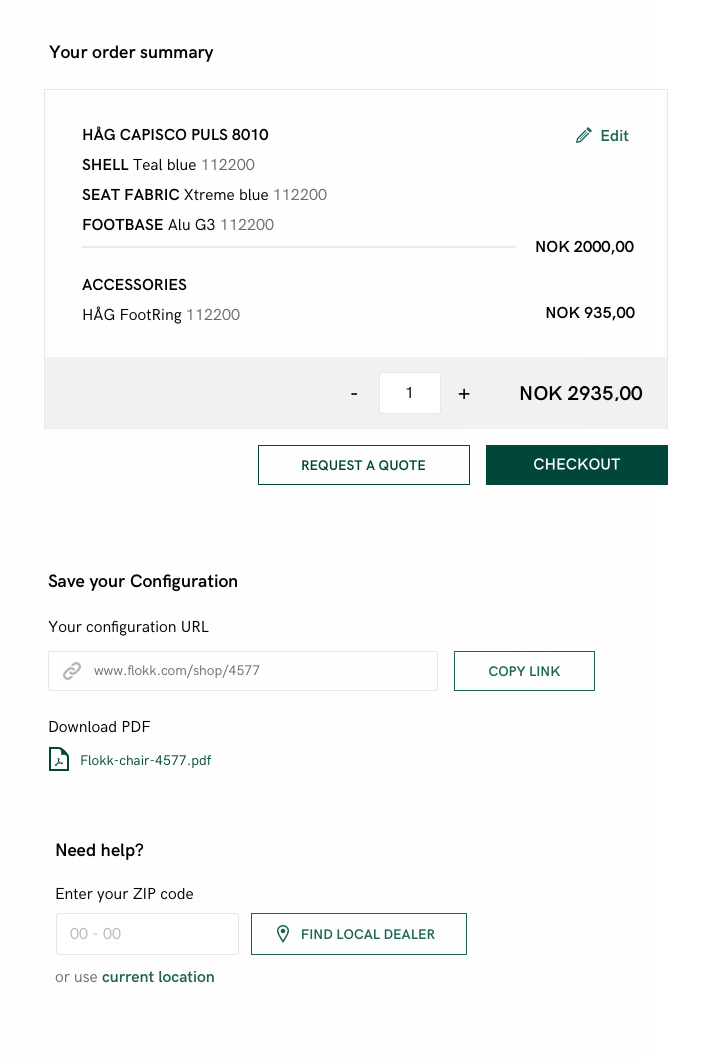 Your order summary
HÅG CAPISCO PULS 8010
Edit
SHELL Teal blue 112200
SEAT FABRIC Xtreme blue 112200
FOOTBASE Alu G3 112200
NOK 2000,00
ACCESSORIES
HÅG FootRing 112200
NOK 935,00
- 1 + NOK 2935,00
REQUEST A QUOTE
CHECKOUT
Save your Configuration
Your configuration URL
www.flokk.com/shop/4577
COPY LINK
Download PDF
Flokk-chair-4577.pdf
Need help?
Enter your ZIP code
00 - 00
FIND LOCAL DEALER
or use current location